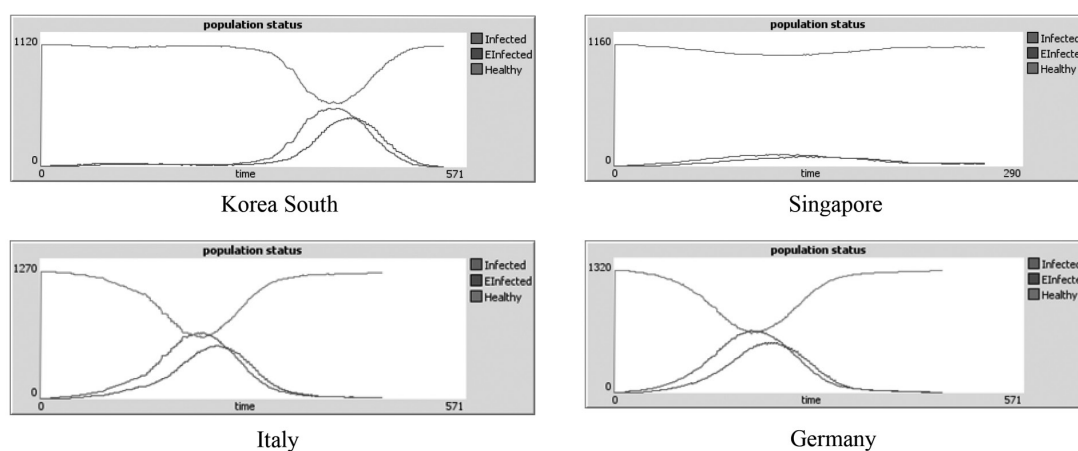 population status
1120
0
0
time
571
Infected
EInfected
Healthy
Korea South
population status
1160
0
0
time
290
Infected
EInfected
Healthy
Singapore
population status
1270
0
0
time
571
Infected
EInfected
Healthy
Italy
population status
1320
0
0
time
571
Infected
EInfected
Healthy
Germany